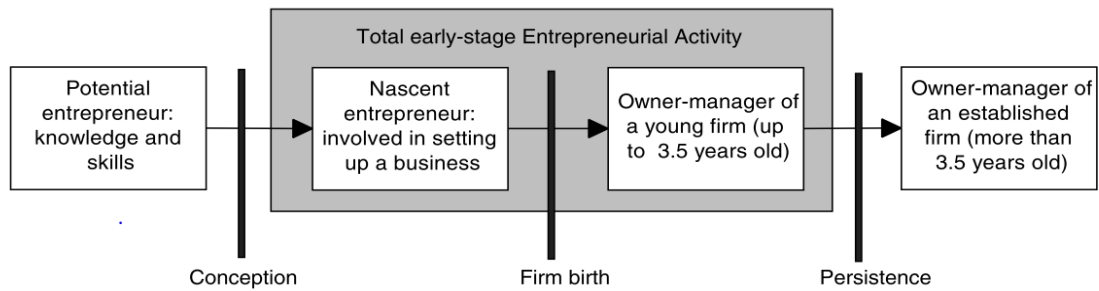 Total early-stage Entrepreneurial Activity
Potential
entrepreneur:
knowledge and
skills
Nascent
entrepreneur:
involved in setting
up a business
Owner-manager of
a young firm (up
to 3.5 years old)
Owner-manager of
an established
firm (more than
3.5 years old)
Conception
Firm birth
Persistence